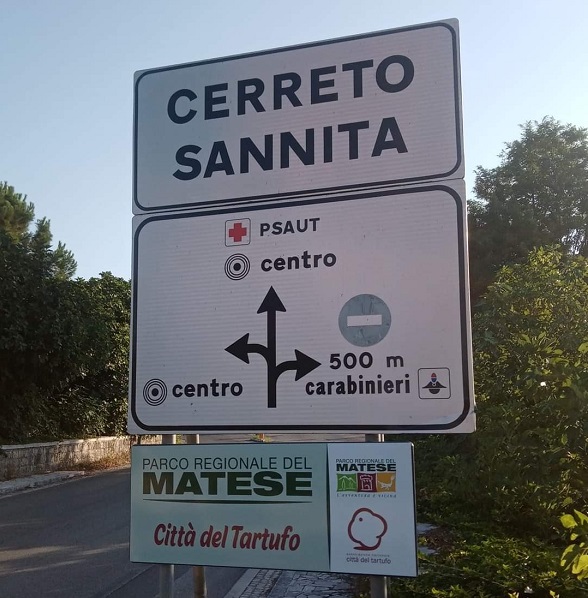 CERRETO
SANNITA
PSAUT
centro
centro
500 m
carabinieri
PARCO REGIONALE DEL
MATESE
Città del Tartufo
PARCO REGIONALE DEL
MATESE
città del tartufo